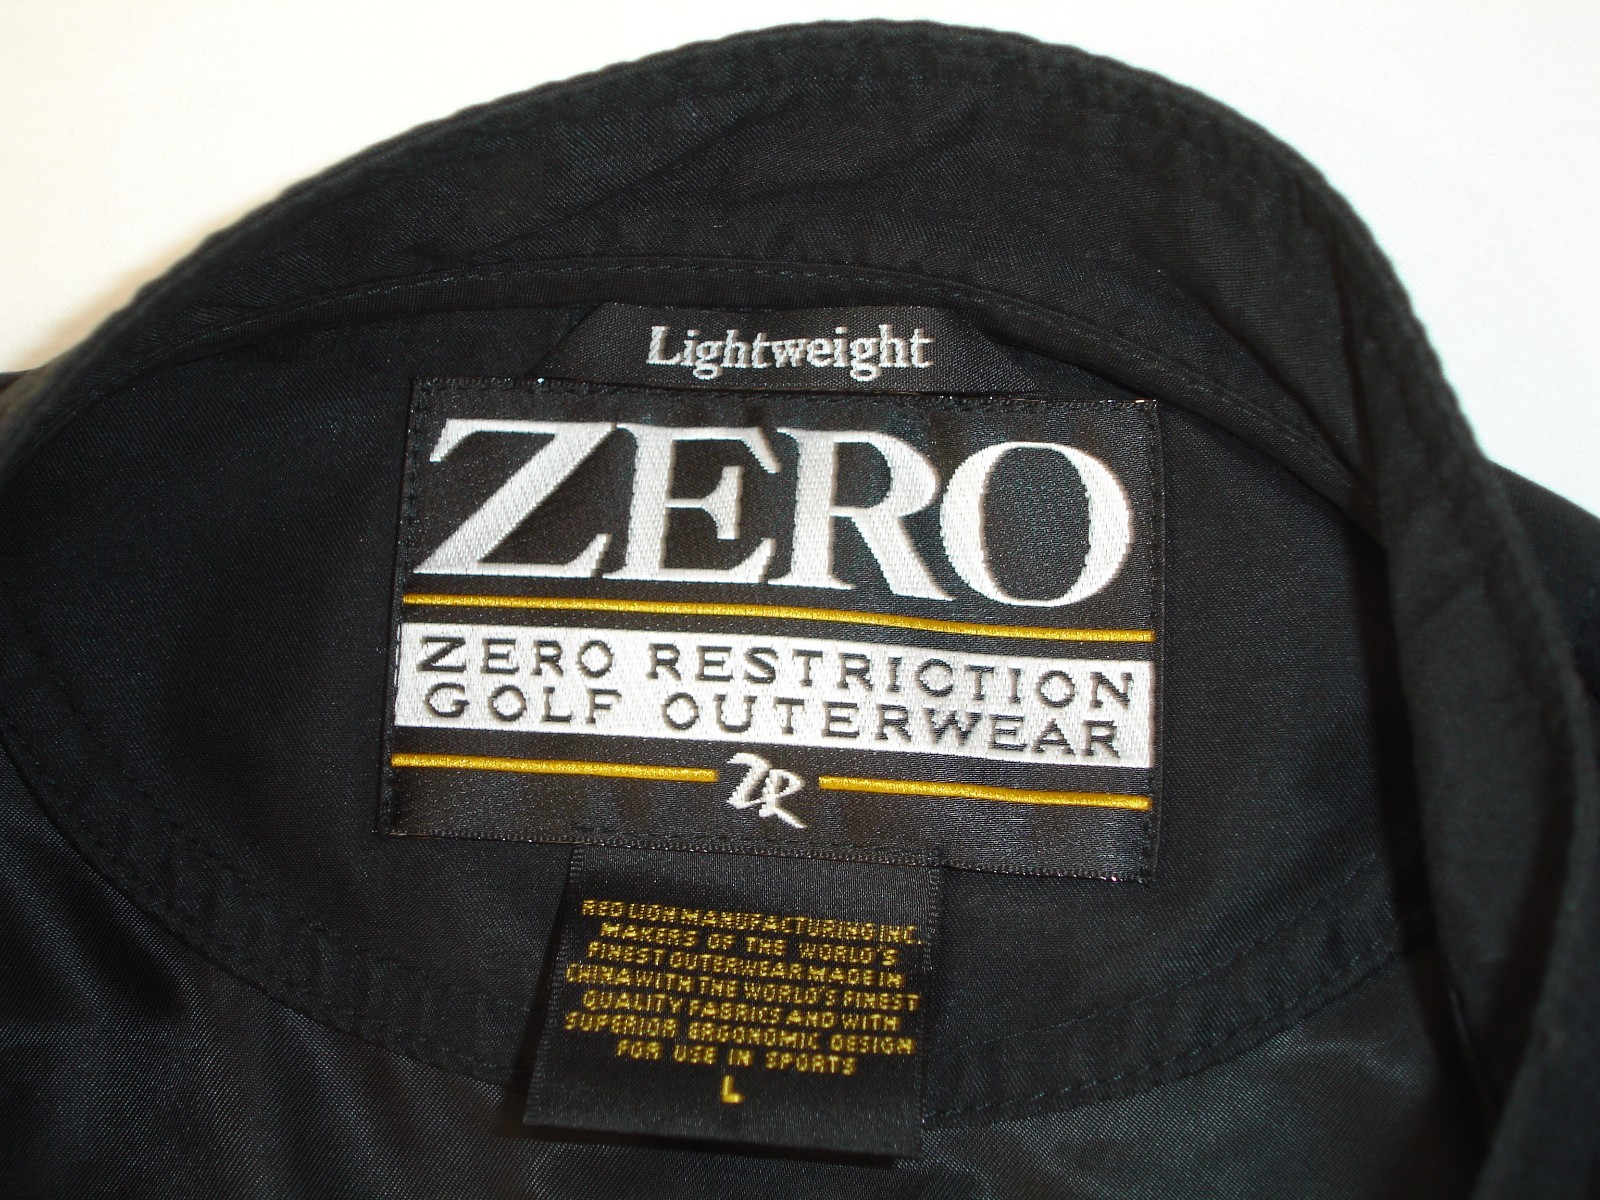 Lightweight
ZERO
ZERO RESTRICTION
GOLF OUTERWEAR
ZR
RED LION MANUFACTURING INC.
MAKERS OF THE WORLD'S
FINEST OUTERWEAR MADE IN
CHINA WITH THE WORLD'S FINEST
QUALITY FABRICS AND WITH
SUPERIOR ERGONOMIC DESIGN
FOR USE IN SPORTS
L